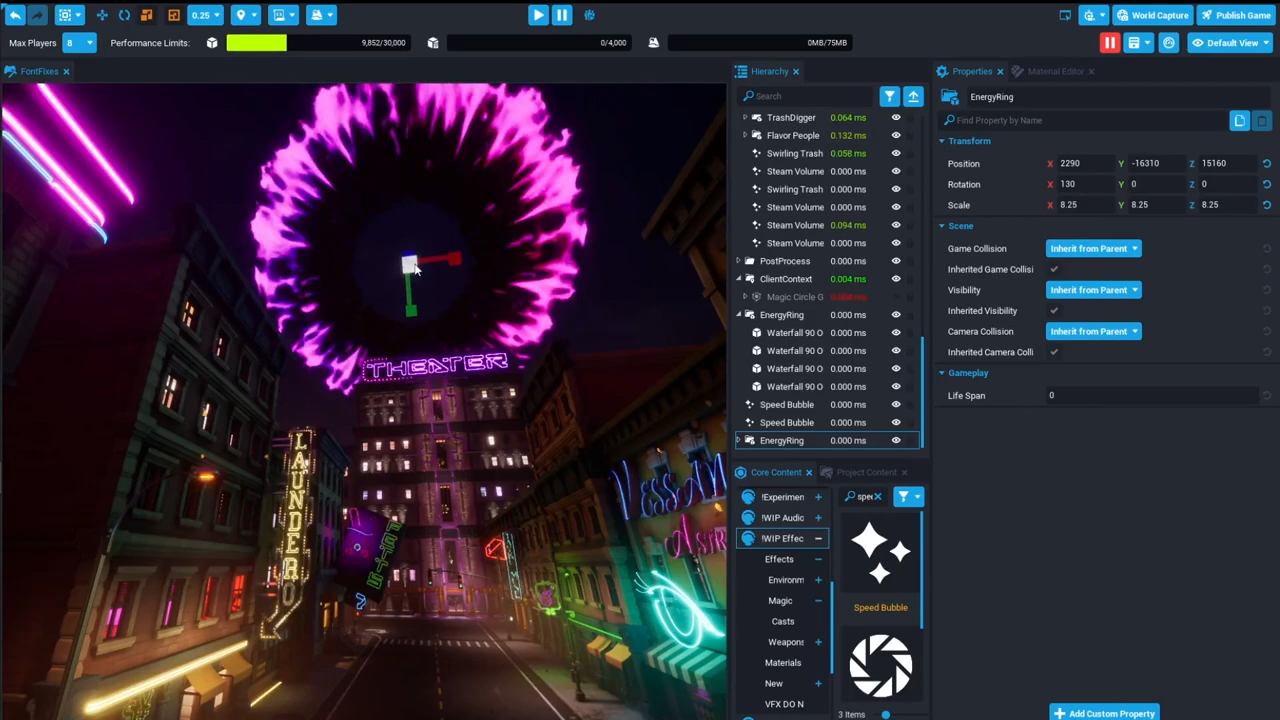 0.25
World Capture
Publish Game
Max Players 8 Performance Limits: 9,852/30,000 0/4,000 0MB/75MB
Default View
FontFixes
Hierarchy
Properties
Material Editor
Search
EnergyRing
Find Property by Name
TrashDigger 0.064 ms
Flavor People 0.132 ms
Swirling Trash 0.058 ms
Steam Volume 0.000 ms
Swirling Trash 0.000 ms
Steam Volume 0.000 ms
Steam Volume 0.094 ms
Steam Volume 0.000 ms
PostProcess 0.000 ms
ClientContext 0.004 ms
Magic Circle G
EnergyRing 0.000 ms
Waterfall 90 O 0.000 ms
Waterfall 90 O 0.000 ms
Waterfall 90 O 0.000 ms
Waterfall 90 O 0.000 ms
Speed Bubble 0.000 ms
Speed Bubble 0.000 ms
EnergyRing 0.000 ms
Transform
Position X 2290 Y -16310 Z 15160
Rotation X 130 Y 0 Z 0
Scale X 8.25 Y 8.25 Z 8.25
Scene
Game Collision Inherit from Parent
Inherited Game Collisi
Visibility Inherit from Parent
Inherited Visibility
Camera Collision Inherit from Parent
Inherited Camera Colli
Gameplay
Life Span 0
Core Content
Project Content
!Experimen
!WIP Audic
!WIP Effec
Effects
Environm
Magic
Casts
Weapons
Materials
New
VFX DO N
spee
Speed Bubble
3 Items
Add Custom Property
THEATER
LAUNDER